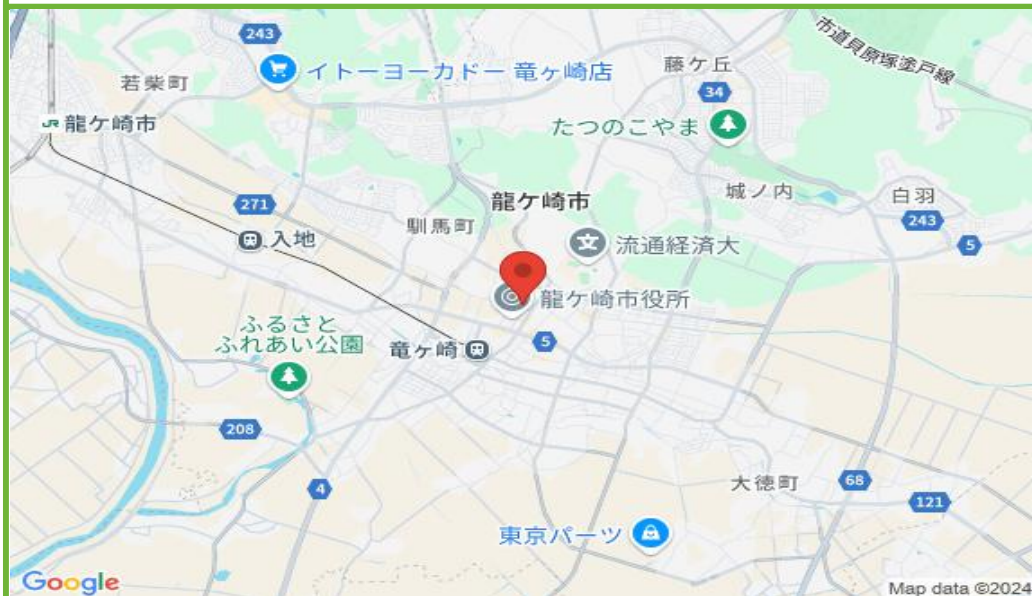 243
市道貝原塚塗戸線
イトーヨーカドー 竜ヶ崎店
藤ケ丘
若柴町
34
JR 龍ケ崎市
たつのこやま
龍ケ崎市
城ノ内
白羽
271
馴馬町
243
入地
流通経済大
5
龍ケ崎市役所
ふるさと
ふれあい公園
竜ヶ崎
5
208
4
大徳町
68
121
東京パーツ
Google
Map data ©2024